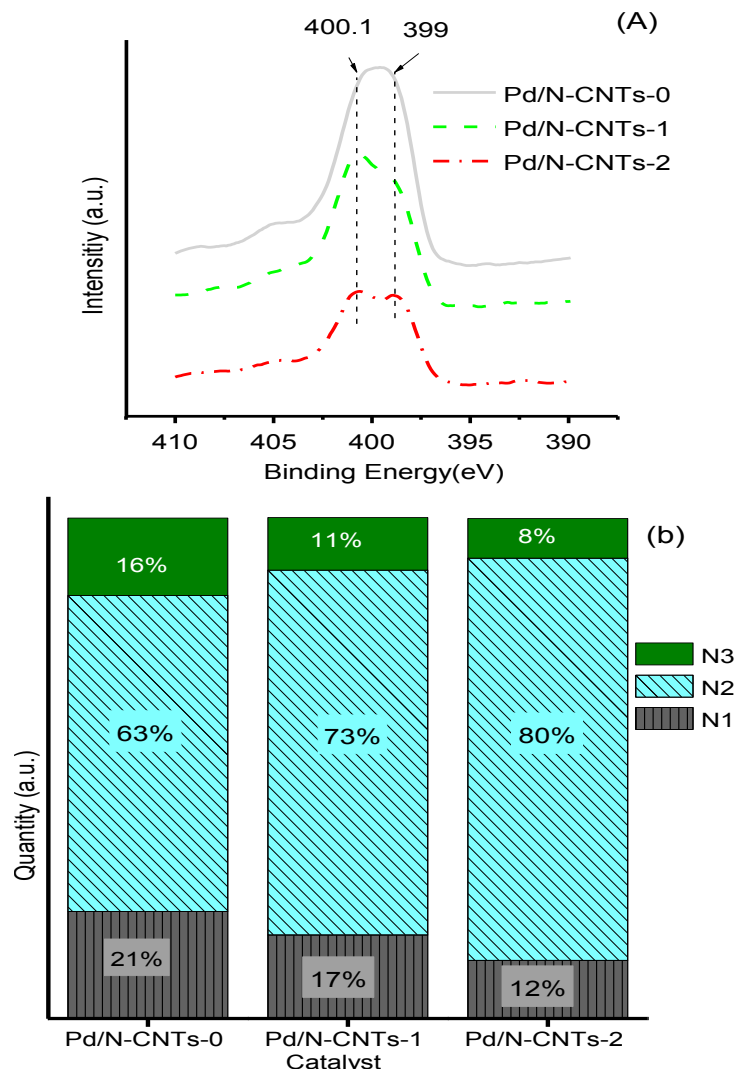 (A)
400.1
399
Pd/N-CNTs-0
Pd/N-CNTs-1
Pd/N-CNTs-2
Intensitiy (a.u.)
410
405
400
395
390
Binding Energy(eV)
(b)
16%
11%
8%
N3
N2
N1
63%
73%
80%
21%
17%
12%
Quantity (a.u.)
Pd/N-CNTs-0
Pd/N-CNTs-1
Pd/N-CNTs-2
Catalyst